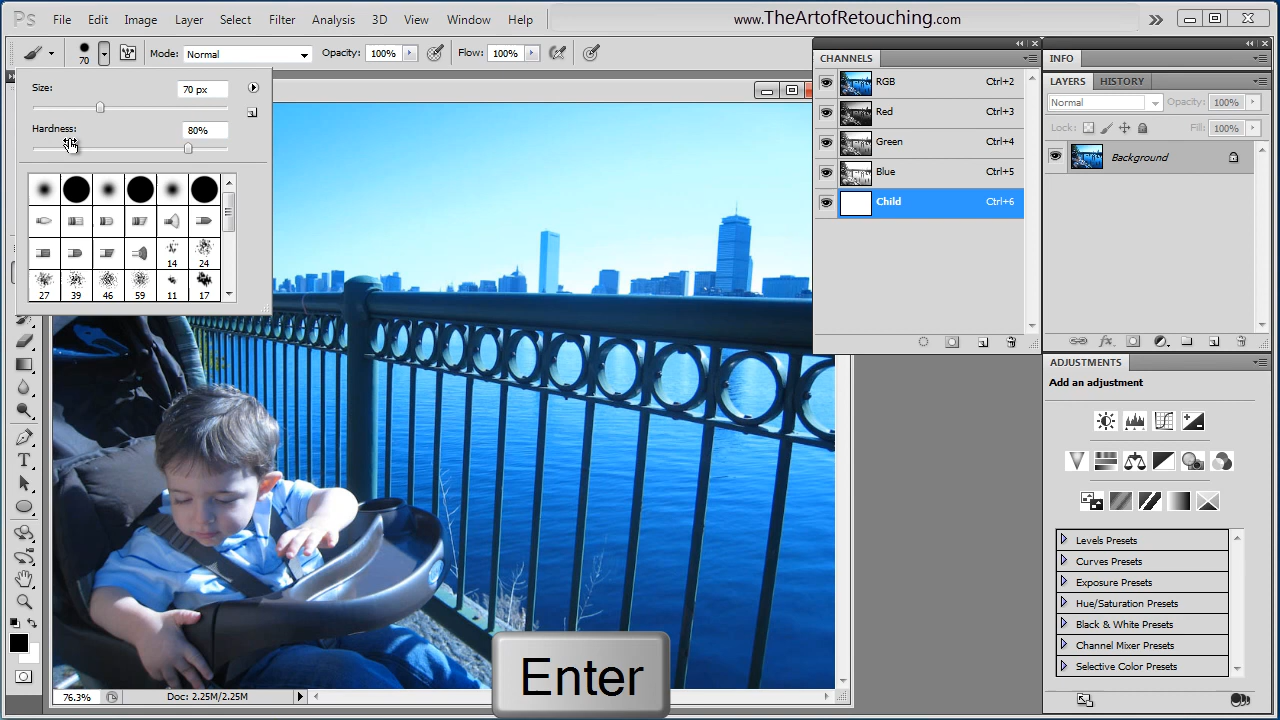 Ps File Edit Image Layer Select Filter Analysis 3D View Window Help www.TheArtofRetouching.com
70 Mode: Normal Opacity: 100% Flow: 100%
Size: 70 px
Hardness: 80%
14 24
27 39 46 59 11 17
CHANNELS
RGB Ctrl+2
Red Ctrl+3
Green Ctrl+4
Blue Ctrl+5
Child Ctrl+6
INFO
LAYERS HISTORY
Normal Opacity: 100%
Lock: Fill: 100%
Background
ADJUSTMENTS
Add an adjustment
Levels Presets
Curves Presets
Exposure Presets
Hue/Saturation Presets
Black & White Presets
Channel Mixer Presets
Selective Color Presets
T
Enter
76.3% Doc: 2.25M/2.25M